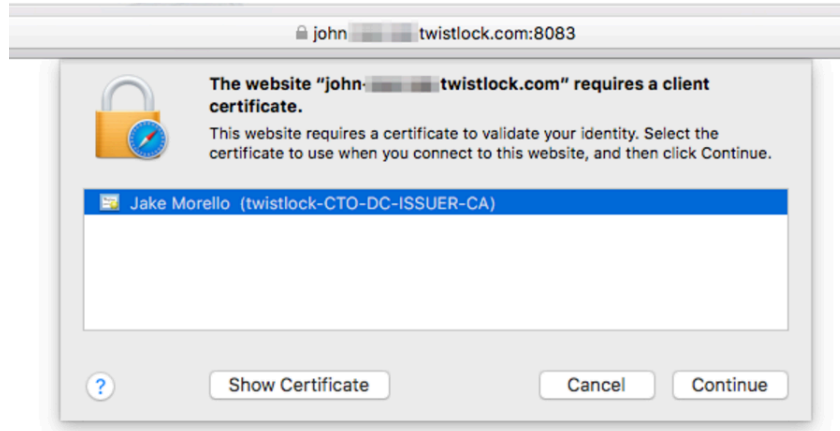 john twistlock.com:8083
The website “john- twistlock.com” requires a client
certificate.
This website requires a certificate to validate your identity. Select the
certificate to use when you connect to this website, and then click Continue.
Jake Morello (twistlock-CTO-DC-ISSUER-CA)
? Show Certificate Cancel Continue